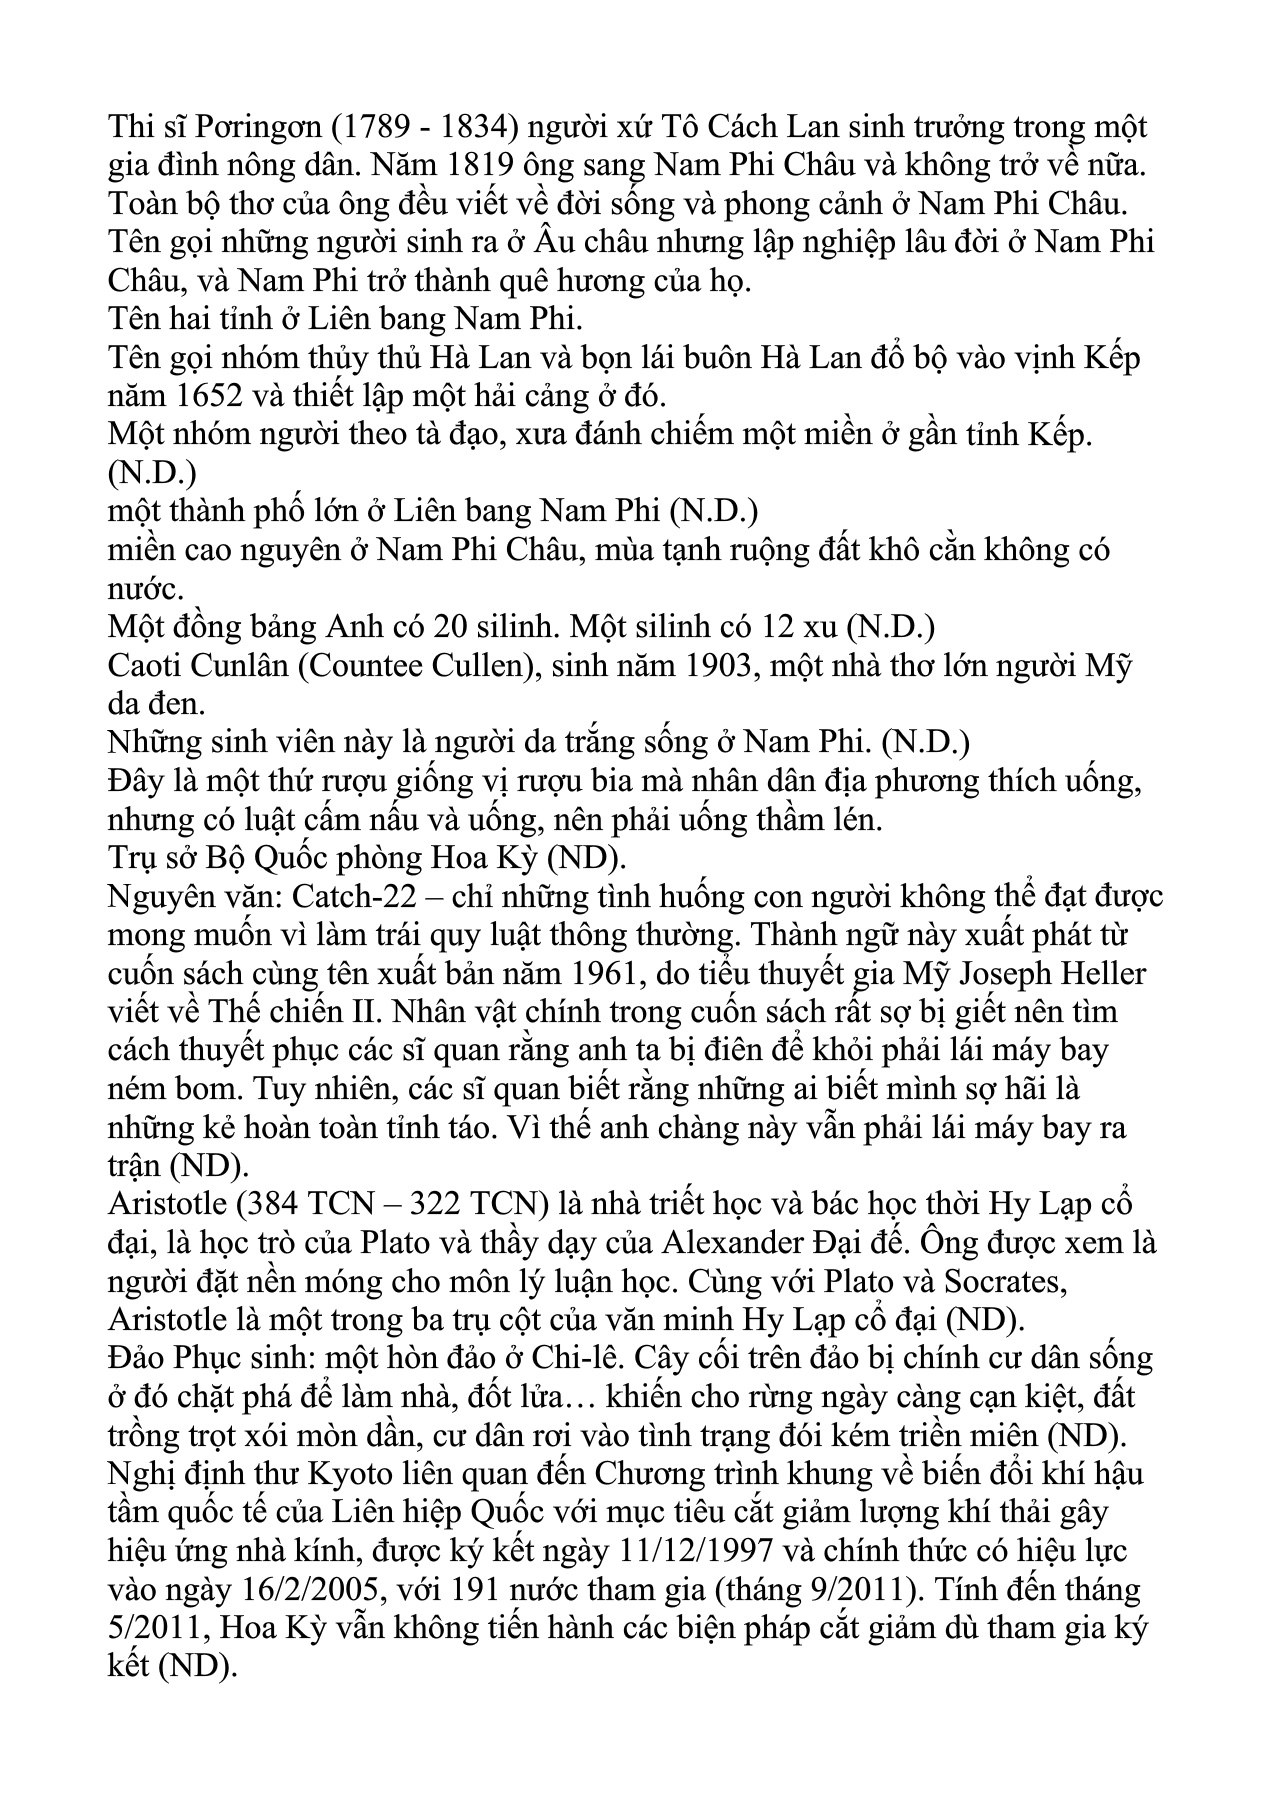 Thi sĩ Pơringơn (1789 - 1834) người xứ Tô Cách Lan sinh trưởng trong một
gia đình nông dân. Năm 1819 ông sang Nam Phi Châu và không trở về nữa.
Toàn bộ thơ của ông đều viết về đời sống và phong cảnh ở Nam Phi Châu.
Tên gọi những người sinh ra ở Âu châu nhưng lập nghiệp lâu đời ở Nam Phi
Châu, và Nam Phi trở thành quê hương của họ.
Tên hai tỉnh ở Liên bang Nam Phi.
Tên gọi nhóm thủy thủ Hà Lan và bọn lái buôn Hà Lan đổ bộ vào vịnh Kếp
năm 1652 và thiết lập một hải cảng ở đó.
Một nhóm người theo tà đạo, xưa đánh chiếm một miền ở gần tỉnh Kếp.
(N.D.)
một thành phố lớn ở Liên bang Nam Phi (N.D.)
miền cao nguyên ở Nam Phi Châu, mùa tạnh ruộng đất khô cằn không có
nước.
Một đồng bảng Anh có 20 silinh. Một silinh có 12 xu (N.D.)
Caoti Cunlân (Countee Cullen), sinh năm 1903, một nhà thơ lớn người Mỹ
da đen.
Những sinh viên này là người da trắng sống ở Nam Phi. (N.D.)
Đây là một thứ rượu giống vị rượu bia mà nhân dân địa phương thích uống,
nhưng có luật cấm nấu và uống, nên phải uống thầm lén.
Trụ sở Bộ Quốc phòng Hoa Kỳ (ND).
Nguyên văn: Catch-22 – chỉ những tình huống con người không thể đạt được
mong muốn vì làm trái quy luật thông thường. Thành ngữ này xuất phát từ
cuốn sách cùng tên xuất bản năm 1961, do tiểu thuyết gia Mỹ Joseph Heller
viết về Thế chiến II. Nhân vật chính trong cuốn sách rất sợ bị giết nên tìm
cách thuyết phục các sĩ quan rằng anh ta bị điên để khỏi phải lái máy bay
ném bom. Tuy nhiên, các sĩ quan biết rằng những ai biết mình sợ hãi là
những kẻ hoàn toàn tỉnh táo. Vì thế anh chàng này vẫn phải lái máy bay ra
trận (ND).
Aristotle (384 TCN – 322 TCN) là nhà triết học và bác học thời Hy Lạp cổ
đại, là học trò của Plato và thầy dạy của Alexander Đại đế. Ông được xem là
người đặt nền móng cho môn lý luận học. Cùng với Plato và Socrates,
Aristotle là một trong ba trụ cột của văn minh Hy Lạp cổ đại (ND).
Đảo Phục sinh: một hòn đảo ở Chi-lê. Cây cối trên đảo bị chính cư dân sống
ở đó chặt phá để làm nhà, đốt lửa… khiến cho rừng ngày càng cạn kiệt, đất
trồng trọt xói mòn dần, cư dân rơi vào tình trạng đói kém triền miên (ND).
Nghị định thư Kyoto liên quan đến Chương trình khung về biến đổi khí hậu
tầm quốc tế của Liên hiệp Quốc với mục tiêu cắt giảm lượng khí thải gây
hiệu ứng nhà kính, được ký kết ngày 11/12/1997 và chính thức có hiệu lực
vào ngày 16/2/2005, với 191 nước tham gia (tháng 9/2011). Tính đến tháng
5/2011, Hoa Kỳ vẫn không tiến hành các biện pháp cắt giảm dù tham gia ký
kết (ND).